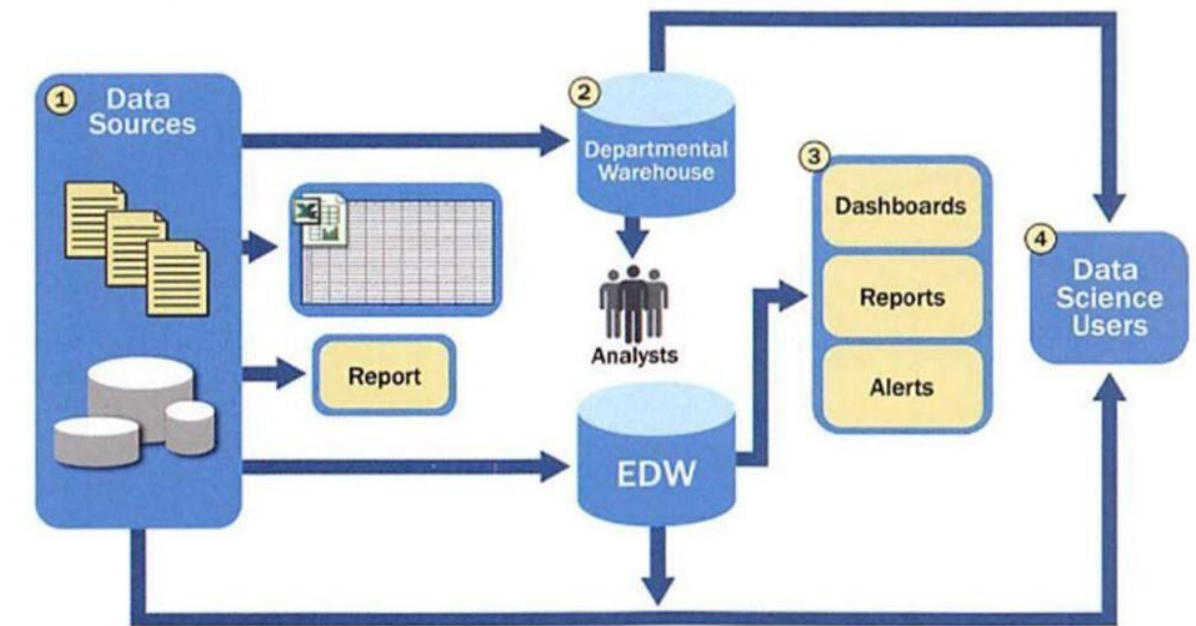 1
Data
Sources
Report
2
Departmental
Warehouse
Analysts
EDW
3
Dashboards
Reports
Alerts
4
Data
Science
Users